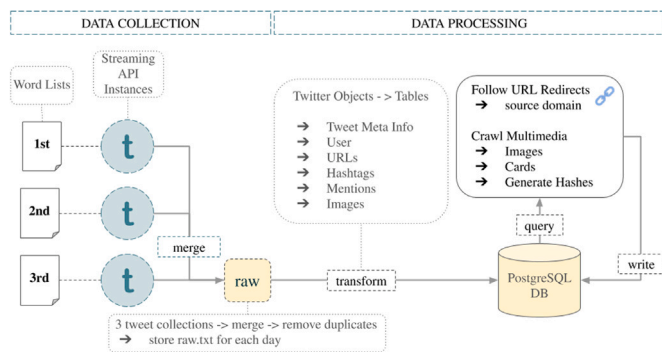 DATA COLLECTION
DATA PROCESSING
Word Lists
Streaming
API
Instances
1st
t
2nd
t
3rd
t
merge
raw
3 tweet collections -> merge -> remove duplicates
➔ store raw.txt for each day
Twitter Objects - > Tables
➔ Tweet Meta Info
➔ User
➔ URLs
➔ Hashtags
➔ Mentions
➔ Images
transform
Follow URL Redirects
➔ source domain
Crawl Multimedia
➔ Images
➔ Cards
➔ Generate Hashes
query
PostgreSQL
DB
write